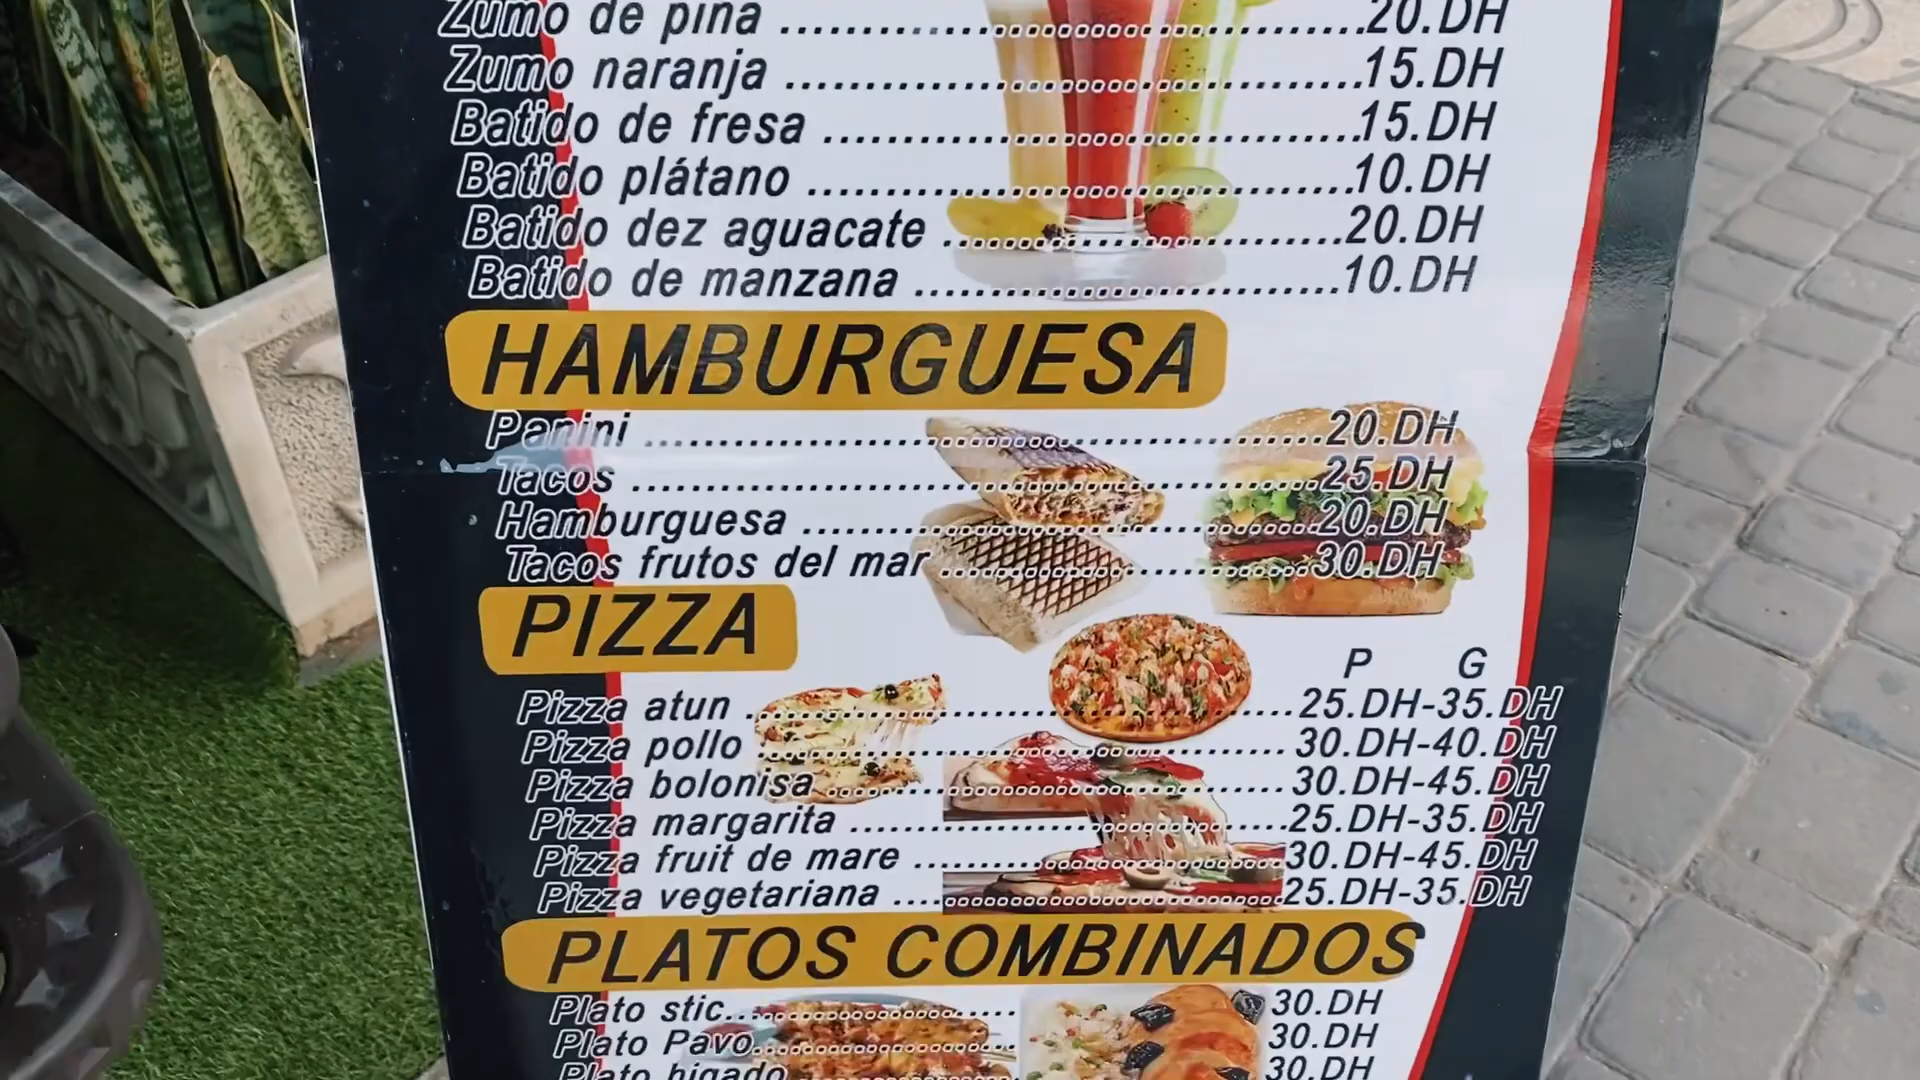 Zumo de piña ........ 20.DH
Zumo naranja ........ 15.DH
Batido de fresa ........ 15.DH
Batido plátano ........ 10.DH
Batido dez aguacate ........ 20.DH
Batido de manzana ........ 10.DH
HAMBURGUESA
Panini ........ 20.DH
Tacos ........ 25.DH
Hamburguesa ........ 20.DH
Tacos frutos del mar ........ 30.DH
PIZZA
P G
Pizza atun ........ 25.DH-35.DH
Pizza pollo ........ 30.DH-40.DH
Pizza bolonisa ........ 30.DH-45.DH
Pizza margarita ........ 25.DH-35.DH
Pizza fruit de mare ........ 30.DH-45.DH
Pizza vegetariana ........ 25.DH-35.DH
PLATOS COMBINADOS
Plato stic ........ 30.DH
Plato Pavo ........ 30.DH
Plato higado ........ 30.DH